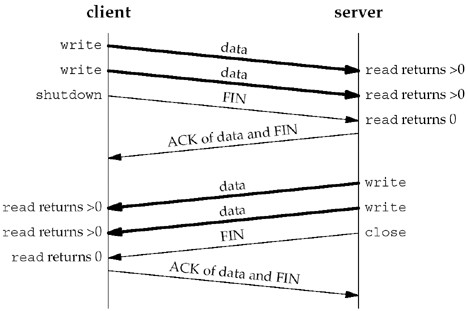 client server
write data
read returns >0
write data
read returns >0
shutdown FIN
read returns 0
ACK of data and FIN
data write
read returns >0
data write
read returns >0
FIN close
read returns 0
ACK of data and FIN